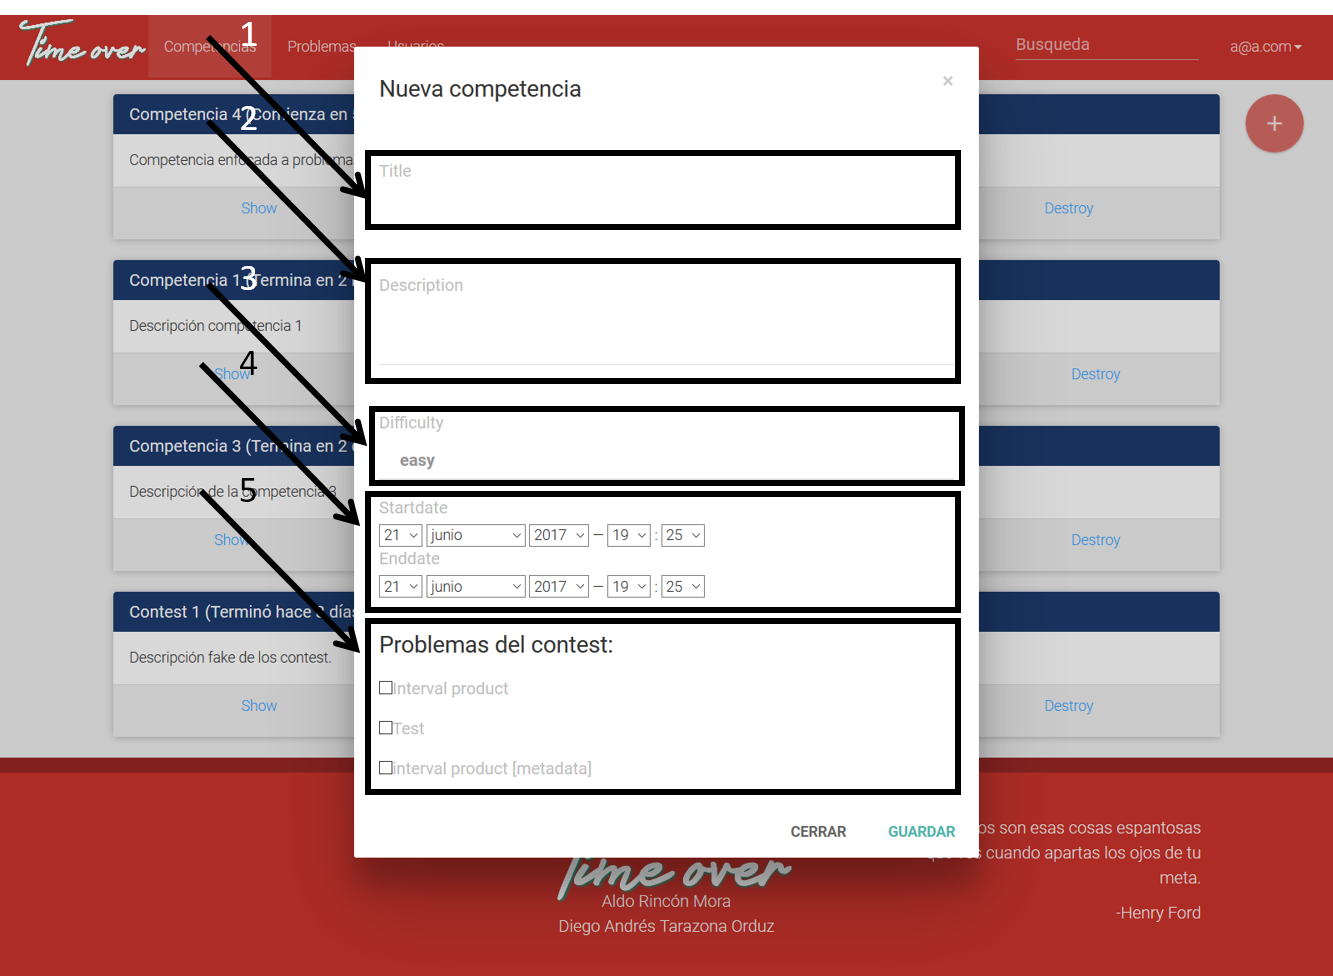 Time over
Competencias
Problemas
Usuarios
Busqueda
a@a.com
1
2
3
4
5
+
Competencia 4 (Comienza en
Competencia enfocada a problema
Show
Destroy
Competencia 1 (Termina en 2
Descripción competencia 1
Show
Destroy
Competencia 3 (Termina en 2
Descripción de la competencia 3
Show
Destroy
Contest 1 (Terminó hace 3 días
Descripción fake de los contest.
Show
Destroy
Nueva competencia
×
Title
Description
Difficulty
easy
Startdate
21 junio 2017 — 19 : 25
Enddate
21 junio 2017 — 19 : 25
Problemas del contest:
Interval product
Test
interval product [metadata]
CERRAR GUARDAR
Time over
Aldo Rincón Mora
Diego Andrés Tarazona Orduz
os son esas cosas espantosas
cuando apartas los ojos de tu
meta.
-Henry Ford